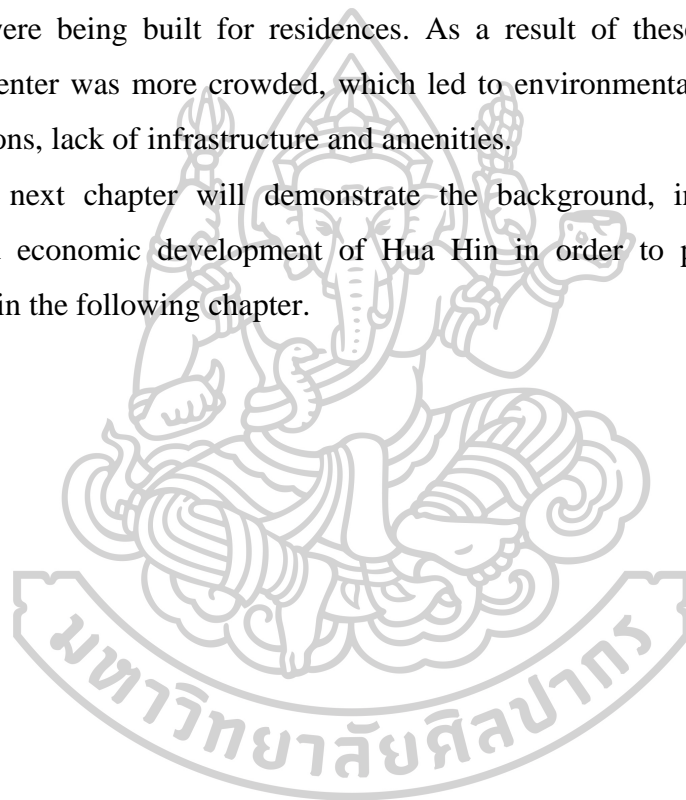 were being built for residences. As a result of these
enter was more crowded, which led to environmenta
ons, lack of infrastructure and amenities.
next chapter will demonstrate the background, i
economic development of Hua Hin in order to p
in the following chapter.
มหาวิทยาลัยศิลปากร